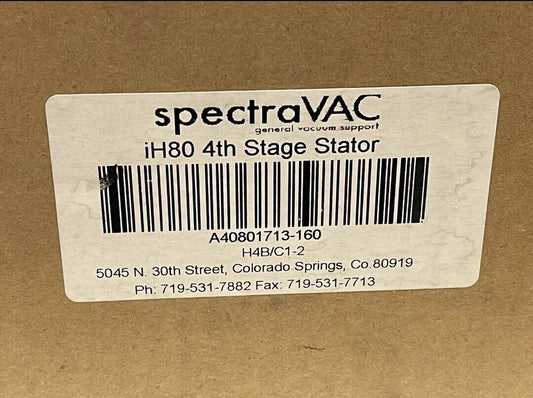 spectraVAC
general vacuum support
iH80 4th Stage Stator
A40801713-160
H4B/C1-2
5045 N. 30th Street, Colorado Springs, Co.80919
Ph: 719-531-7882 Fax: 719-531-7713